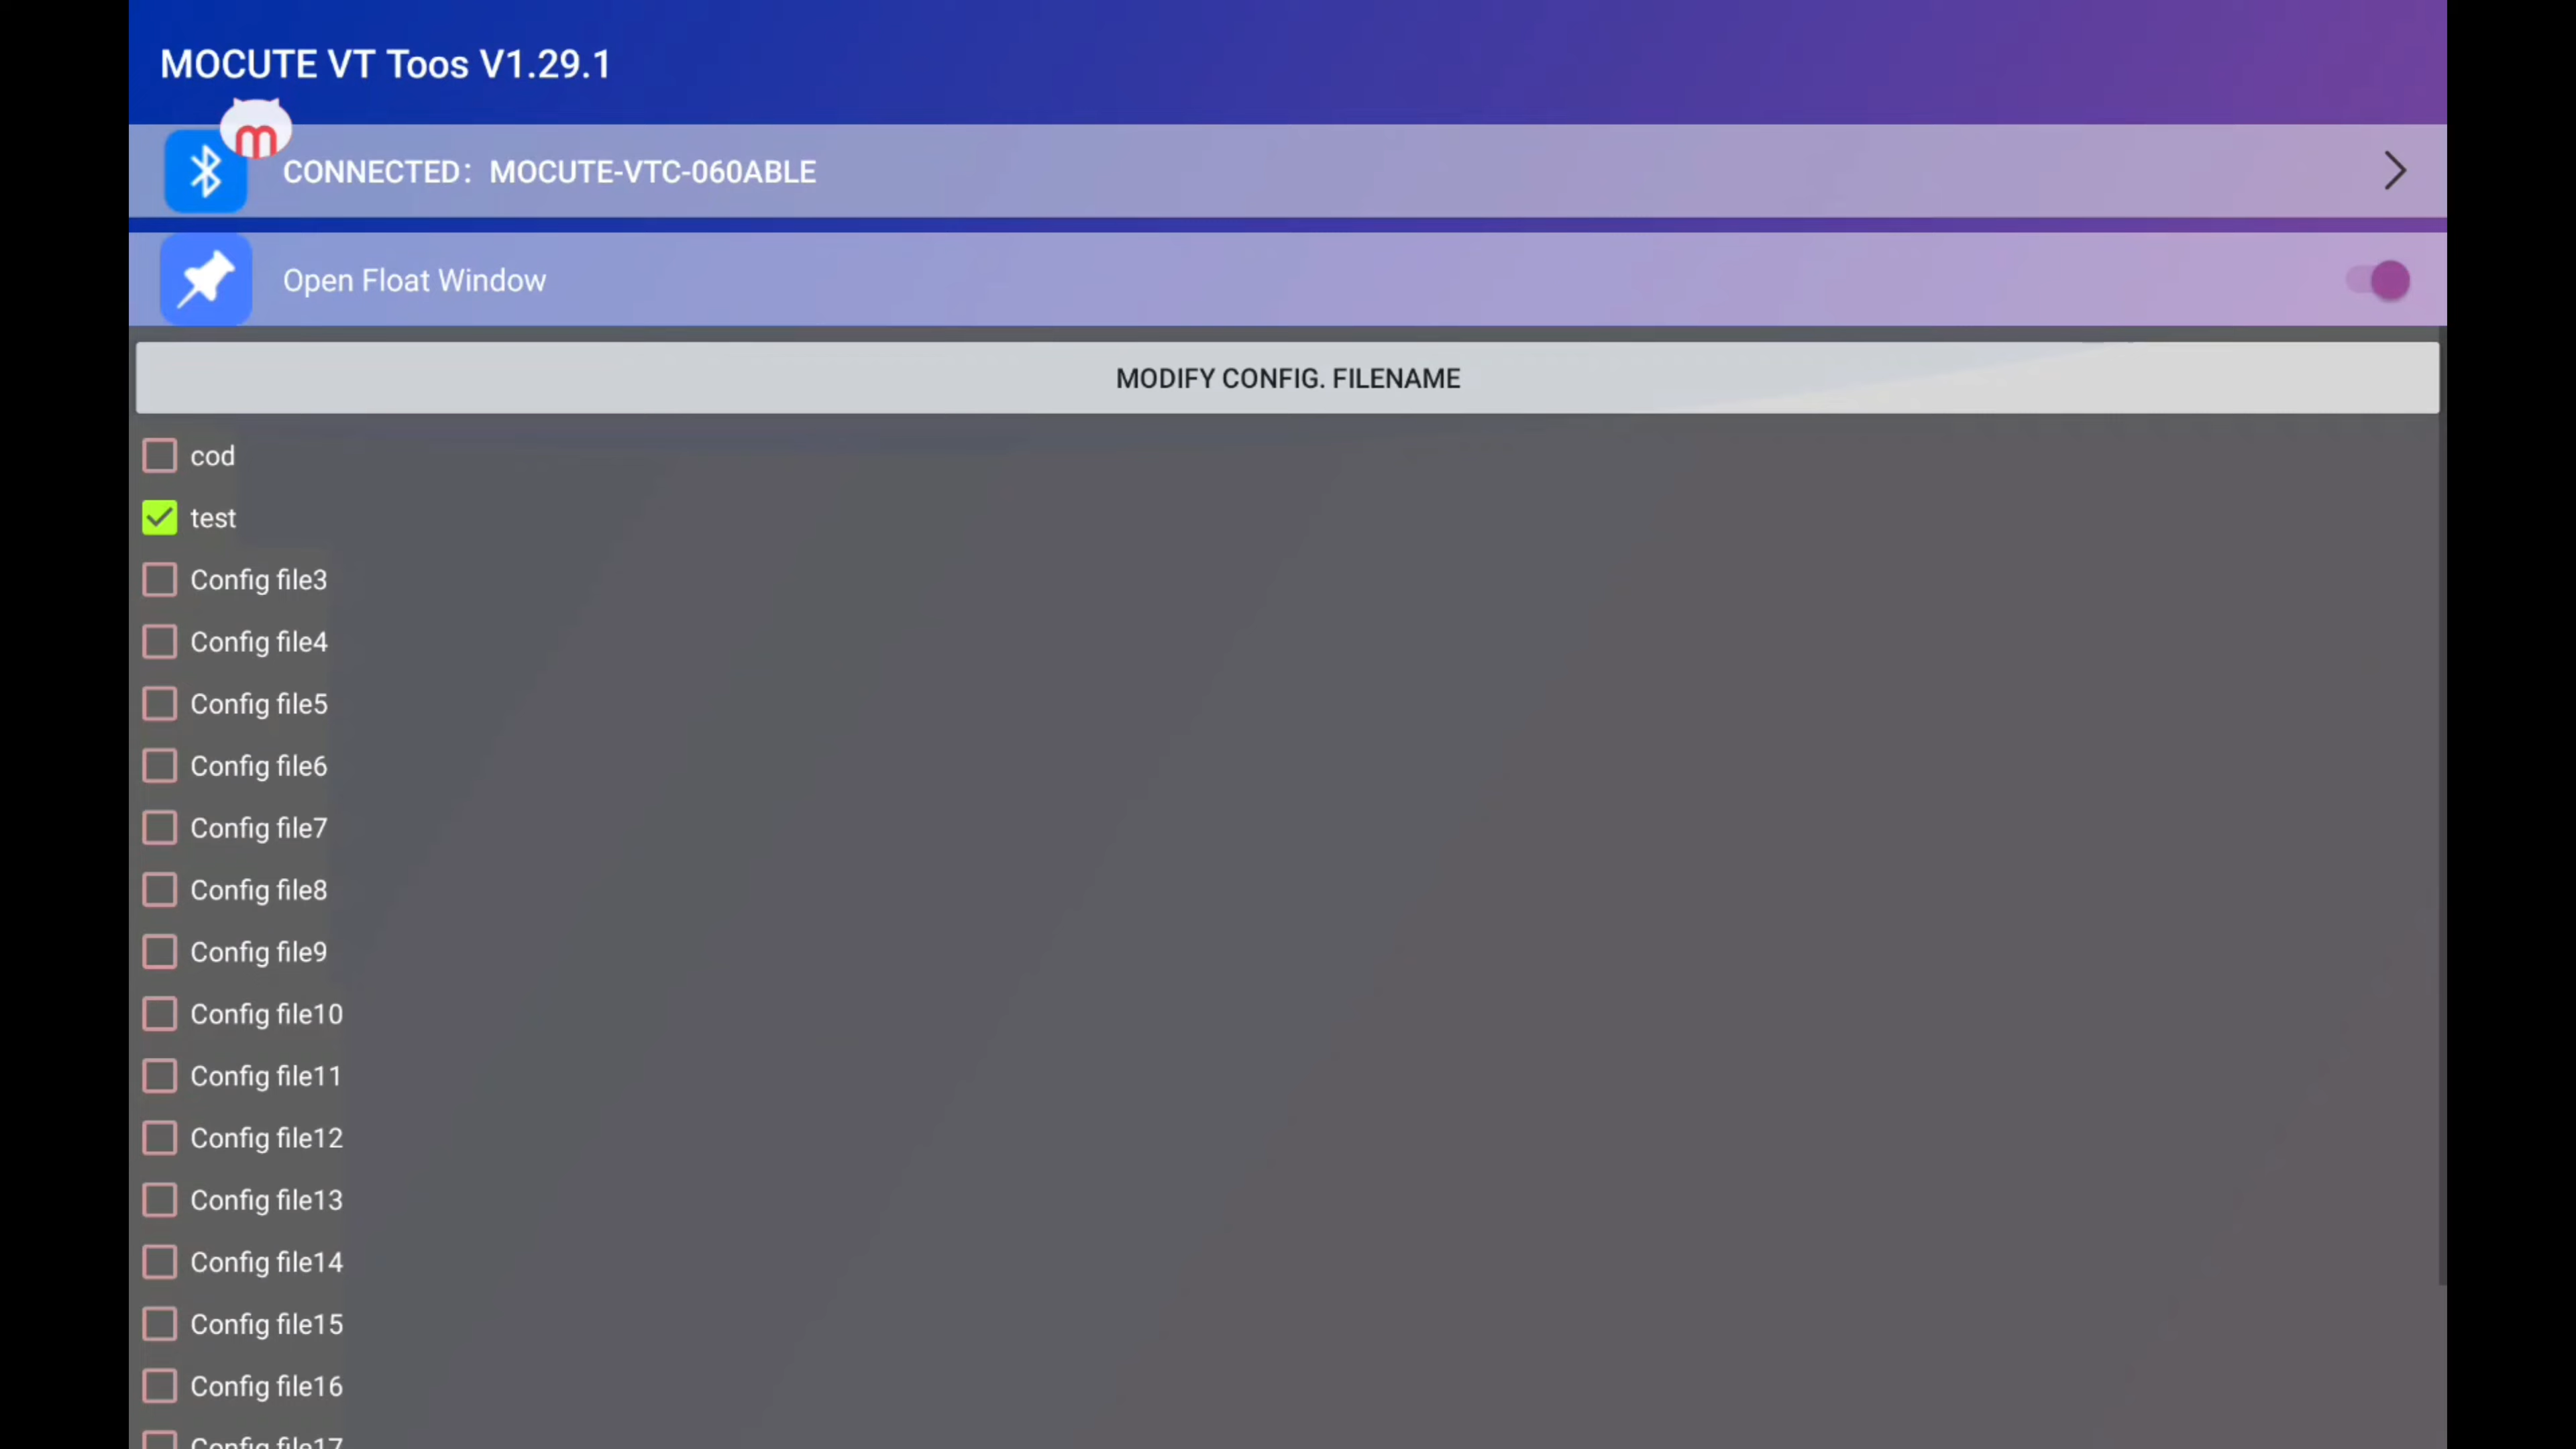 MOCUTE VT Toos V1.29.1
m
CONNECTED: MOCUTE-VTC-060ABLE
Open Float Window
MODIFY CONFIG. FILENAME
cod
test
Config file3
Config file4
Config file5
Config file6
Config file7
Config file8
Config file9
Config file10
Config file11
Config file12
Config file13
Config file14
Config file15
Config file16
Config file17